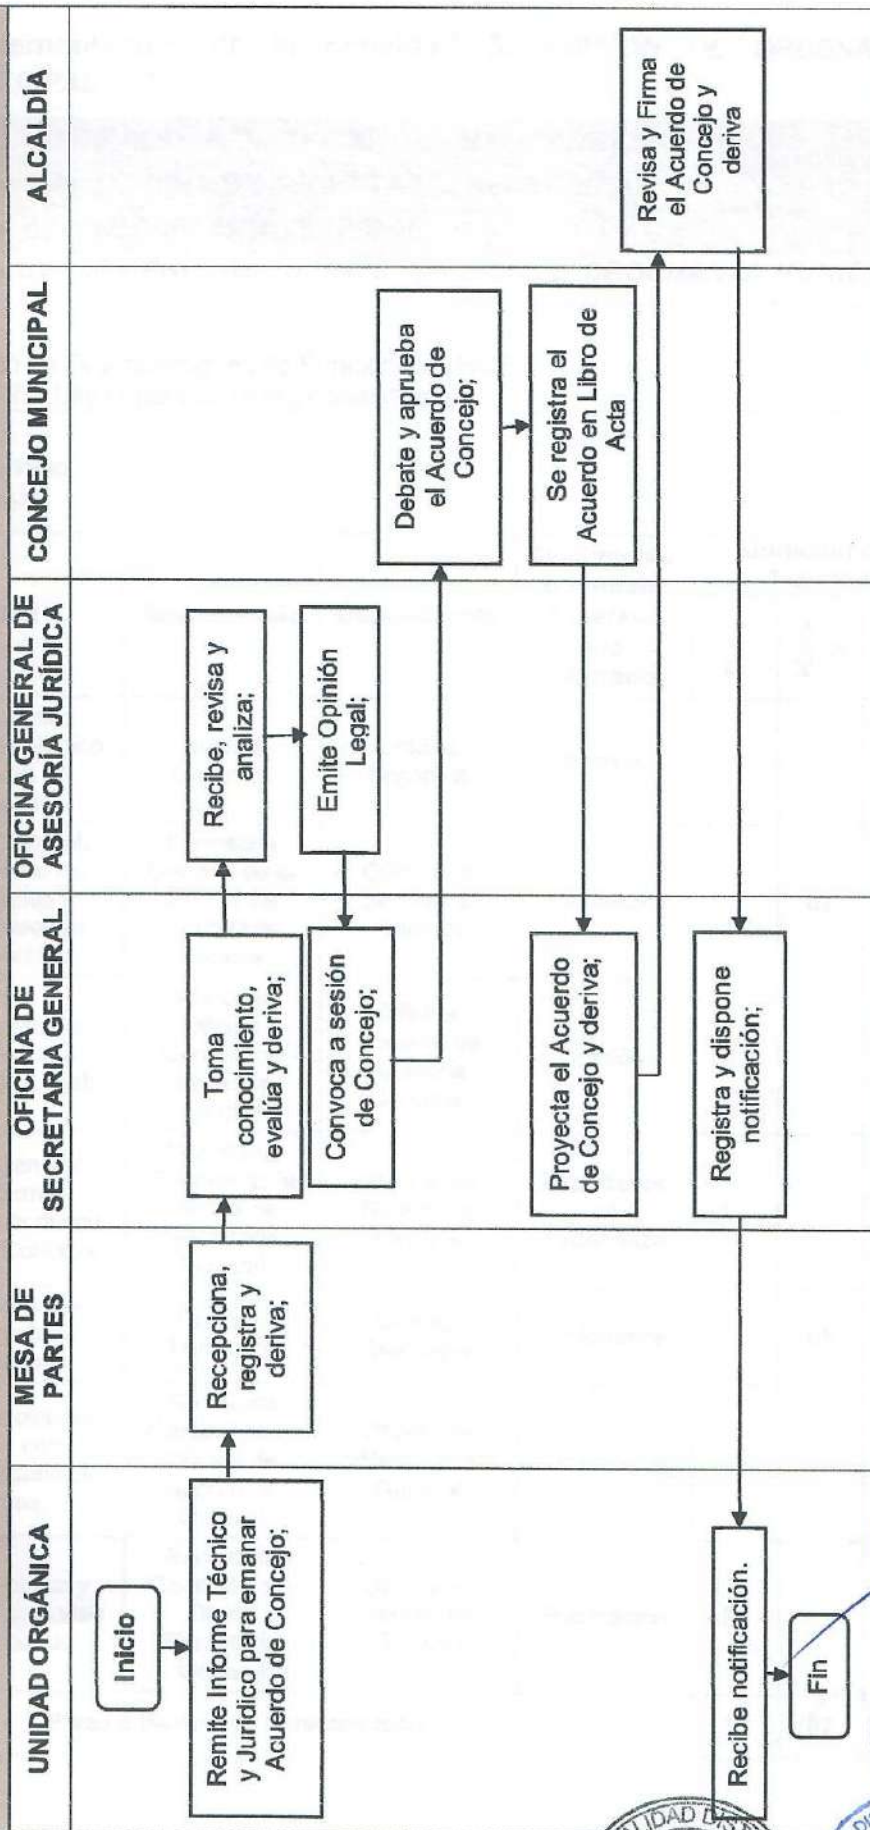 UNIDAD ORGÁNICA
MESA DE
PARTES
OFICINA DE
SECRETARIA GENERAL
OFICINA GENERAL DE
ASESORÍA JURÍDICA
CONCEJO MUNICIPAL
ALCALDÍA
Inicio
Remite Informe Técnico
y Jurídico para emanar
Acuerdo de Concejo;
Recepciona,
registra y
deriva;
Toma
conocimiento,
evalúa y deriva;
Recibe, revisa y
analiza;
Emite Opinión
Legal;
Convoca a sesión
de Concejo;
Debate y aprueba
el Acuerdo de
Concejo;
Se registra el
Acuerdo en Libro de
Acta
Proyecta el Acuerdo
de Concejo y deriva;
Revisa y Firma
el Acuerdo de
Concejo y
deriva
Registra y dispone
notificación;
Recibe notificación.
Fin